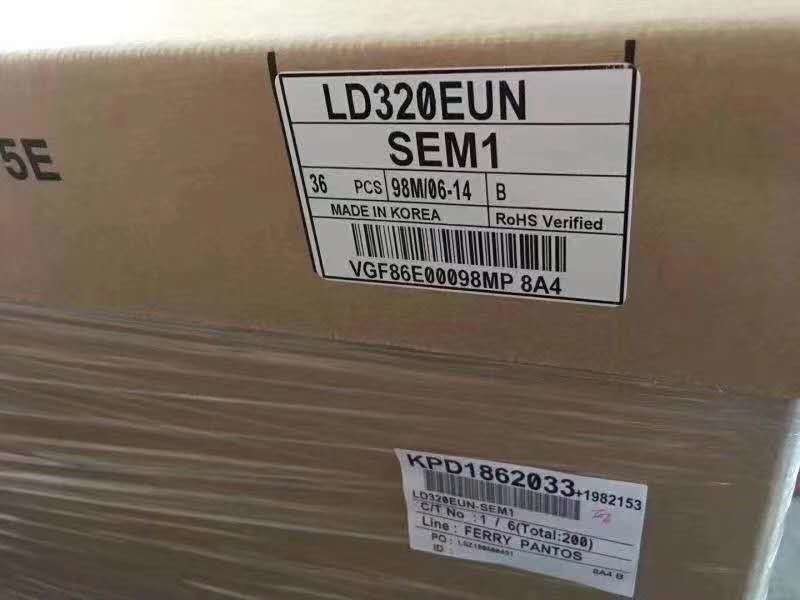 5E
LD320EUN
SEM1
36 PCS 98M/06-14 B
MADE IN KOREA RoHS Verified
VGF86E00098MP 8A4
KPD1862033+1982153
LD320EUN-SEM1
C/T No : 1 / 6(Total:200)
Line : FERRY PANTOS
PO :
ID :
8A4 B